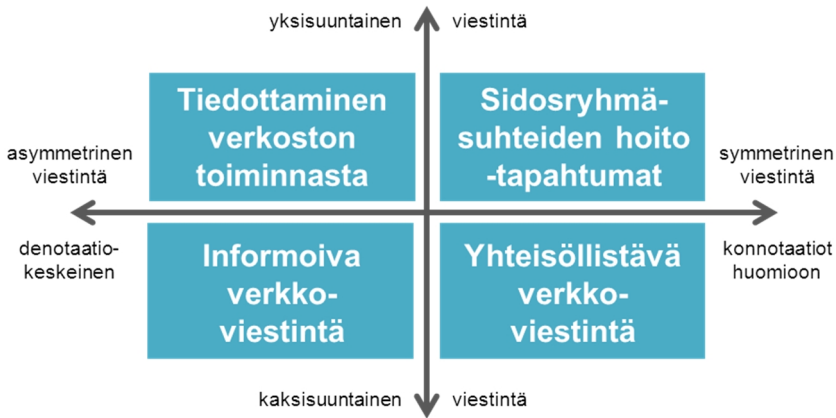 yksisuuntainen viestintä
Tiedottaminen
verkoston
toiminnasta
Sidosryhmä-
suhteiden hoito
-tapahtumat
asymmetrinen
viestintä
symmetrinen
viestintä
denotaatio-
keskeinen
konnotaatiot
huomioon
Informoiva
verkko-
viestintä
Yhteisöllistävä
verkko-
viestintä
kaksisuuntainen viestintä